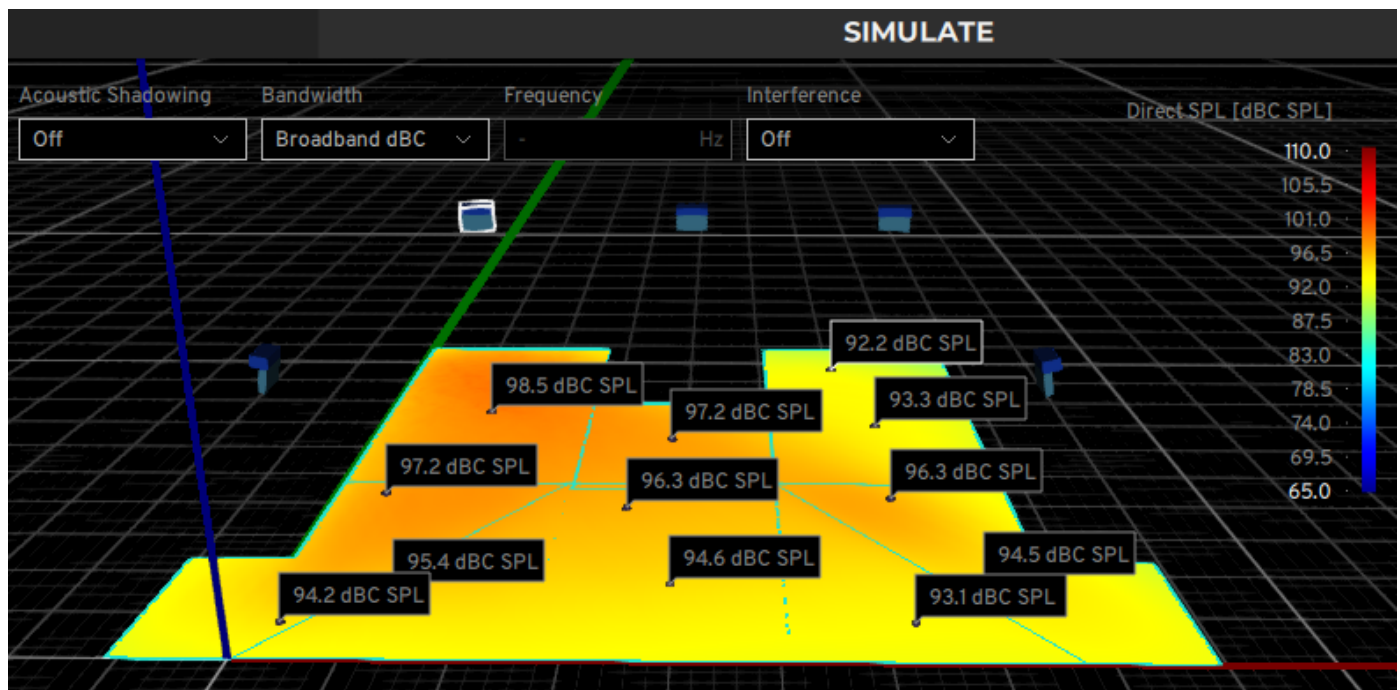 SIMULATE
Acoustic Shadowing
Bandwidth
Frequency
Interference
Off
Broadband dBC
- Hz
Off
Direct SPL [dBC SPL]
110.0
105.5
101.0
96.5
92.0
87.5
83.0
78.5
74.0
69.5
65.0
92.2 dBC SPL
98.5 dBC SPL
93.3 dBC SPL
97.2 dBC SPL
97.2 dBC SPL
96.3 dBC SPL
96.3 dBC SPL
95.4 dBC SPL
94.6 dBC SPL
94.5 dBC SPL
94.2 dBC SPL
93.1 dBC SPL